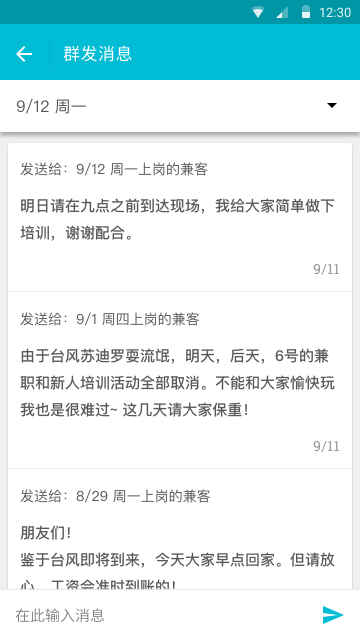 12:30
群发消息
9/12 周一
发送给：9/12 周一上岗的兼客
明日请在九点之前到达现场，我给大家简单做下
培训，谢谢配合。
9/11
发送给：9/1 周四上岗的兼客
由于台风苏迪罗耍流氓，明天，后天，6号的兼
职和新人培训活动全部取消。不能和大家愉快玩
我也是很难过~ 这几天请大家保重！
9/11
发送给：8/29 周一上岗的兼客
朋友们！
鉴于台风即将到来，今天大家早点回家。但请放
心，工资会准时到账的！
在此输入消息